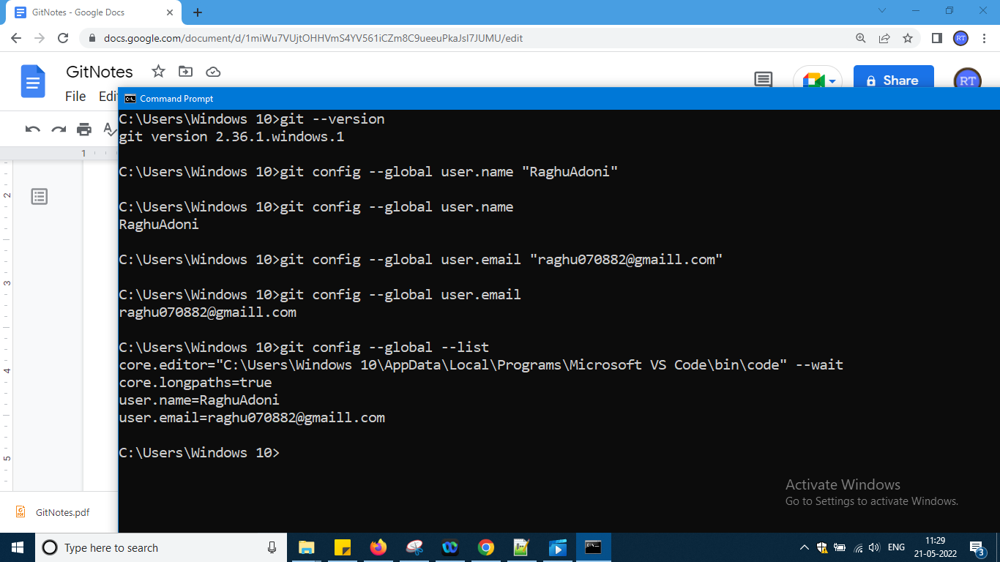 GitNotes - Google Docs
docs.google.com/document/d/1miWu7VUjtOHHVmS4YV561iCZm8C9ueeuPkaJsI7JUMU/edit
RT
GitNotes
Share
RT
File Edi
Command Prompt
C:\Users\Windows 10>git --version
git version 2.36.1.windows.1
C:\Users\Windows 10>git config --global user.name "RaghuAdoni"
C:\Users\Windows 10>git config --global user.name
RaghuAdoni
C:\Users\Windows 10>git config --global user.email "raghu070882@gmaill.com"
C:\Users\Windows 10>git config --global user.email
raghu070882@gmaill.com
C:\Users\Windows 10>git config --global --list
core.editor="C:\Users\Windows 10\AppData\Local\Programs\Microsoft VS Code\bin\code" --wait
core.longpaths=true
user.name=RaghuAdoni
user.email=raghu070882@gmaill.com
C:\Users\Windows 10>
1
2
3
4
5
Activate Windows
Go to Settings to activate Windows.
GitNotes.pdf
Type here to search
ENG
11:29
21-05-2022
3